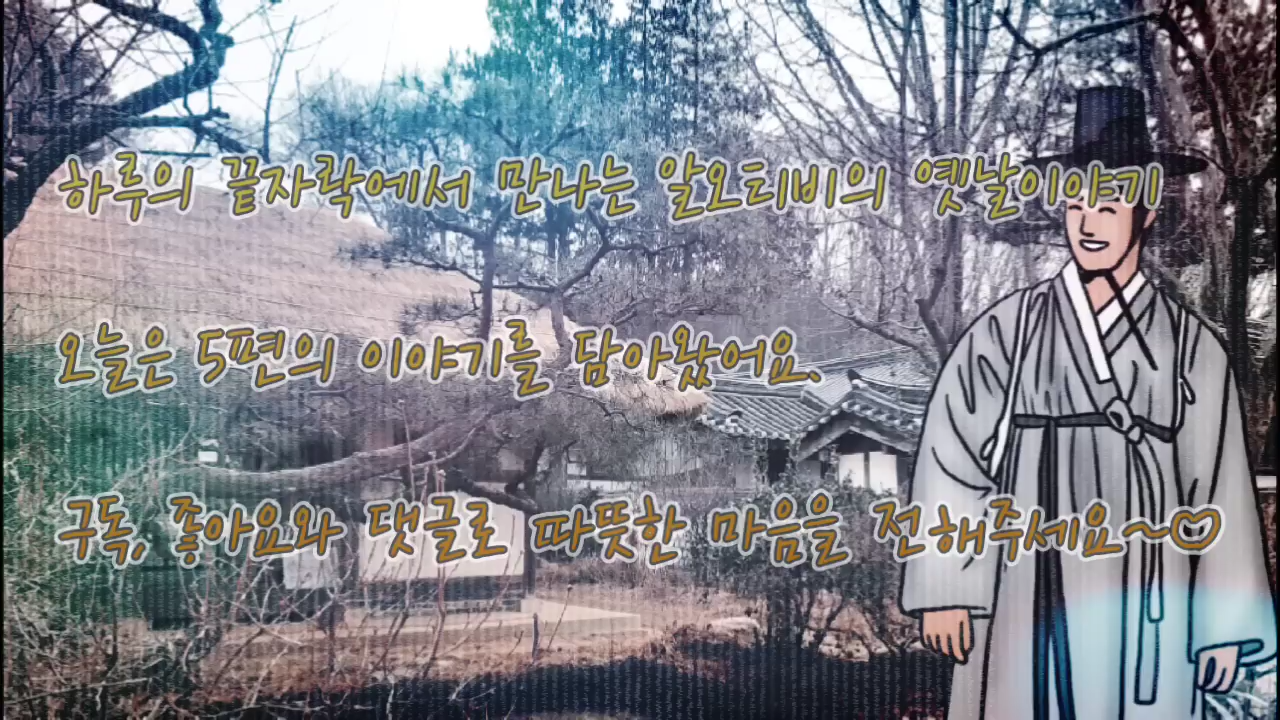 하루의 끝자락에서 만나는 알오티비의 옛날이야기
오늘은 5편의 이야기를 담아왔어요.
구독, 좋아요와 댓글로 따뜻한 마음을 전해주세요~♡